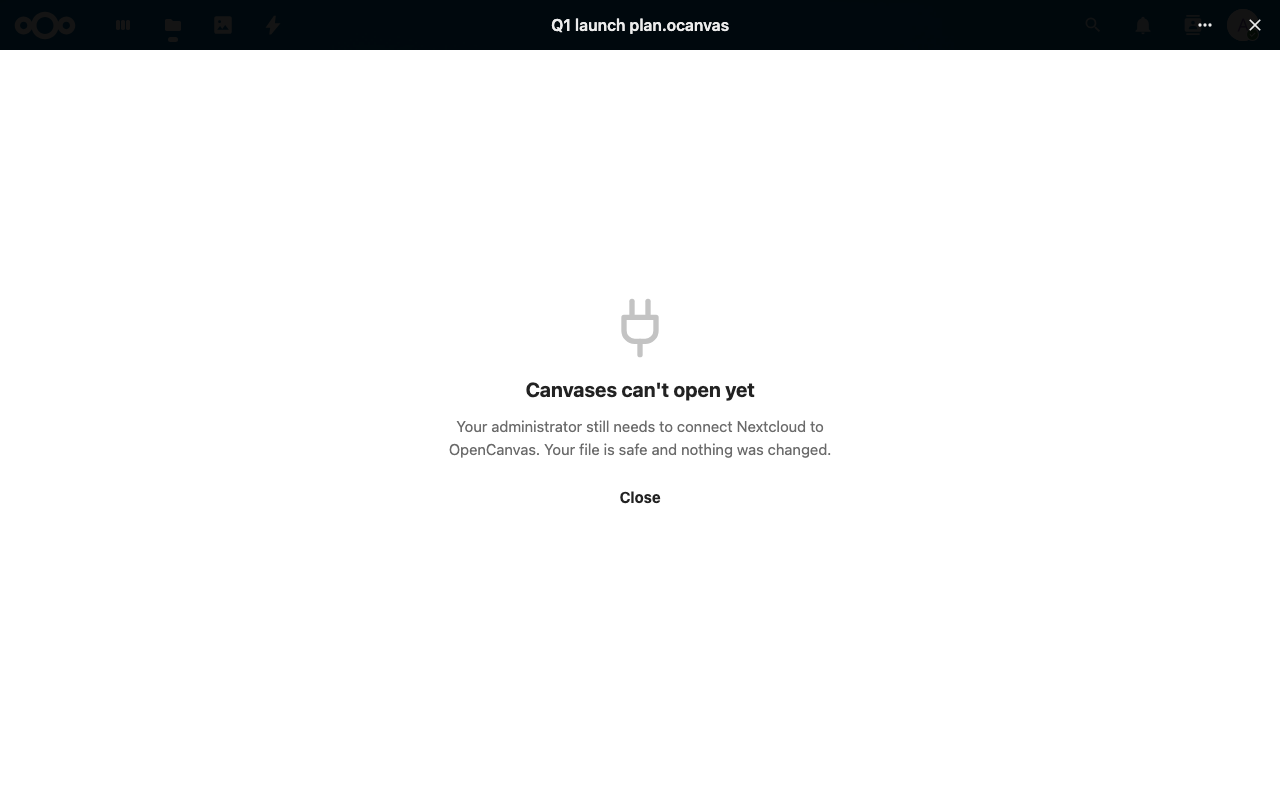 Q1 launch plan.ocanvas
Canvases can't open yet
Your administrator still needs to connect Nextcloud to
OpenCanvas. Your file is safe and nothing was changed.
Close